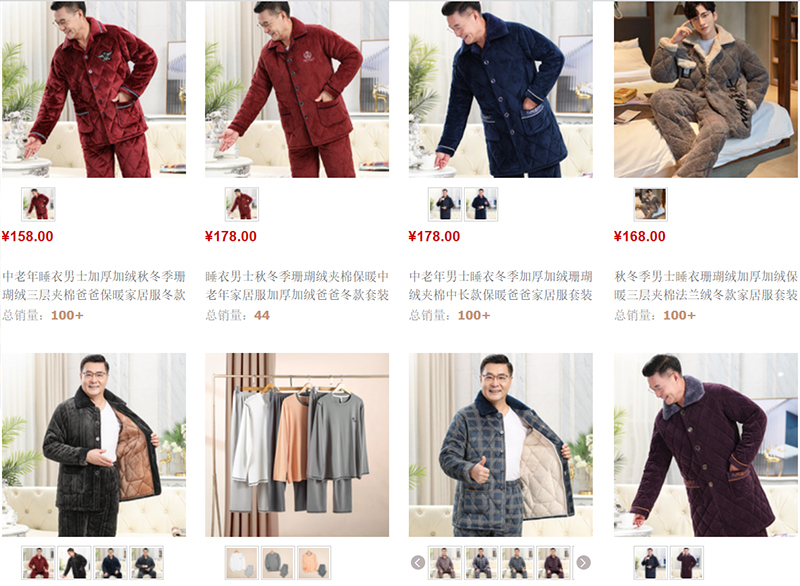 ¥158.00
¥178.00
¥178.00
¥168.00
中老年睡衣男士加厚加绒秋冬季珊
瑚绒三层夹棉爸爸保暖家居服冬款
总销量：100+
睡衣男士秋冬季珊瑚绒夹棉保暖中
老年家居服加厚加绒爸爸冬款套装
总销量：44
中老年男士睡衣冬季加厚加绒珊瑚
绒夹棉中长款保暖爸爸家居服套装
总销量：100+
秋冬季男士睡衣珊瑚绒加厚加绒保
暖三层夹棉法兰绒冬款家居服套装
总销量：100+